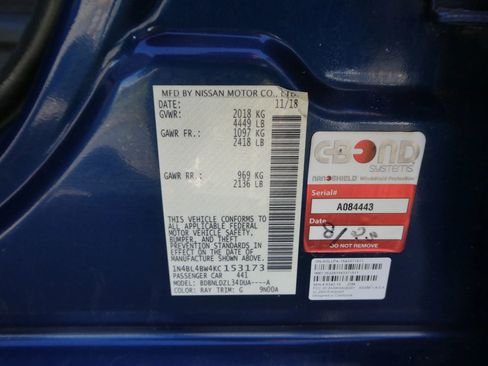 MFD BY NISSAN MOTOR CO., LTD.
DATE: 11/18
GVWR: 2018 KG
4449 LB
GAWR FR: 1097 KG
2418 LB
GAWR RR: 969 KG
2136 LB
THIS VEHICLE CONFORMS TO
ALL APPLICABLE U.S. FEDERAL
MOTOR VEHICLE SAFETY,
BUMPER, AND THEFT
PREVENTION STANDARDS IN
EFFECT ON THE DATE OF
MANUFACTURE SHOWN ABOVE.
1N4BL4BW4KC153173
PASSENGER CAR 441
MODEL: BDBNLDZL34DUA----A
COLOR: RAY TRIM: G 9N00A
C-BOND
SYSTEMS
NANOSHIELD Windshield Protection
Serial#
A084443
Date
DO NOT REMOVE